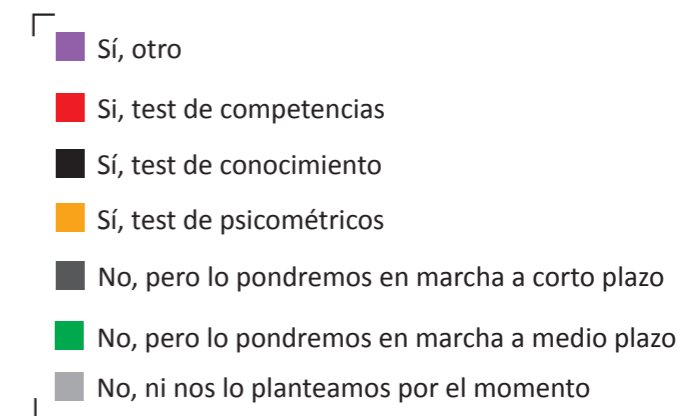 Sí, otro
Si, test de competencias
Sí, test de conocimiento
Sí, test de psicométricos
No, pero lo pondremos en marcha a corto plazo
No, pero lo pondremos en marcha a medio plazo
No, ni nos lo planteamos por el momento